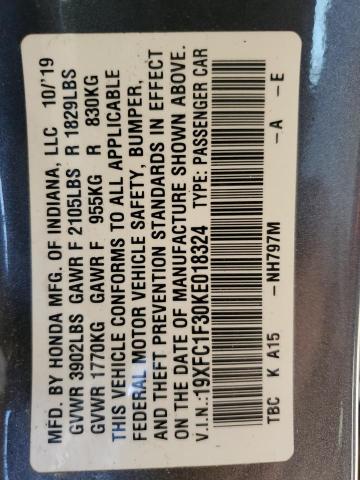 MFD. BY HONDA MFG. OF INDIANA, LLC 10/'19
GVWR 3902LBS GAWR F 2105LBS R 1829LBS
GVWR 1770KG GAWR F 955KG R 830KG
THIS VEHICLE CONFORMS TO ALL APPLICABLE
FEDERAL MOTOR VEHICLE SAFETY, BUMPER,
AND THEFT PREVENTION STANDARDS IN EFFECT
ON THE DATE OF MANUFACTURE SHOWN ABOVE.
V.I.N.:19XFC1F30KE018324 TYPE: PASSENGER CAR
TBC K A15 -NH797M -A -E